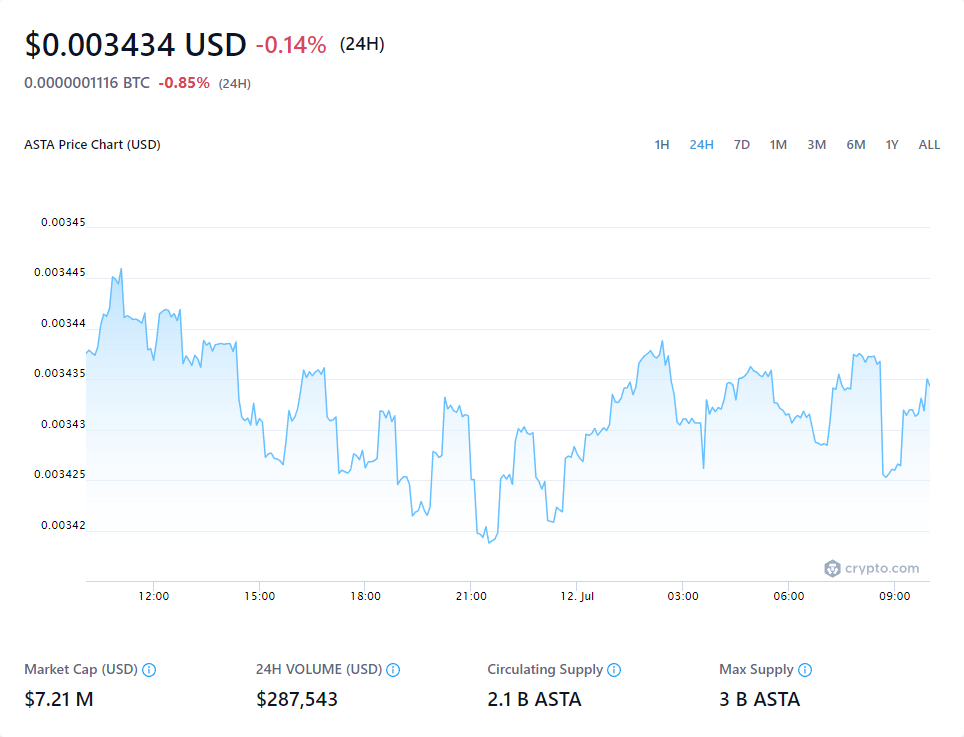 $0.003434 USD -0.14% (24H)
0.0000001116 BTC -0.85% (24H)
ASTA Price Chart (USD) 1H 24H 7D 1M 3M 6M 1Y ALL
0.00345
0.003445
0.00344
0.003435
0.00343
0.003425
0.00342
crypto.com
12:00 15:00 18:00 21:00 12. Jul 03:00 06:00 09:00
Market Cap (USD) 24H VOLUME (USD) Circulating Supply Max Supply
$7.21 M $287,543 2.1 B ASTA 3 B ASTA